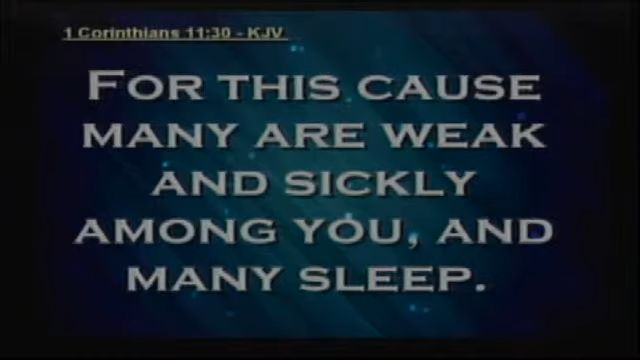 1 Corinthians 11:30 - KJV
FOR THIS CAUSE
MANY ARE WEAK
AND SICKLY
AMONG YOU, AND
MANY SLEEP.